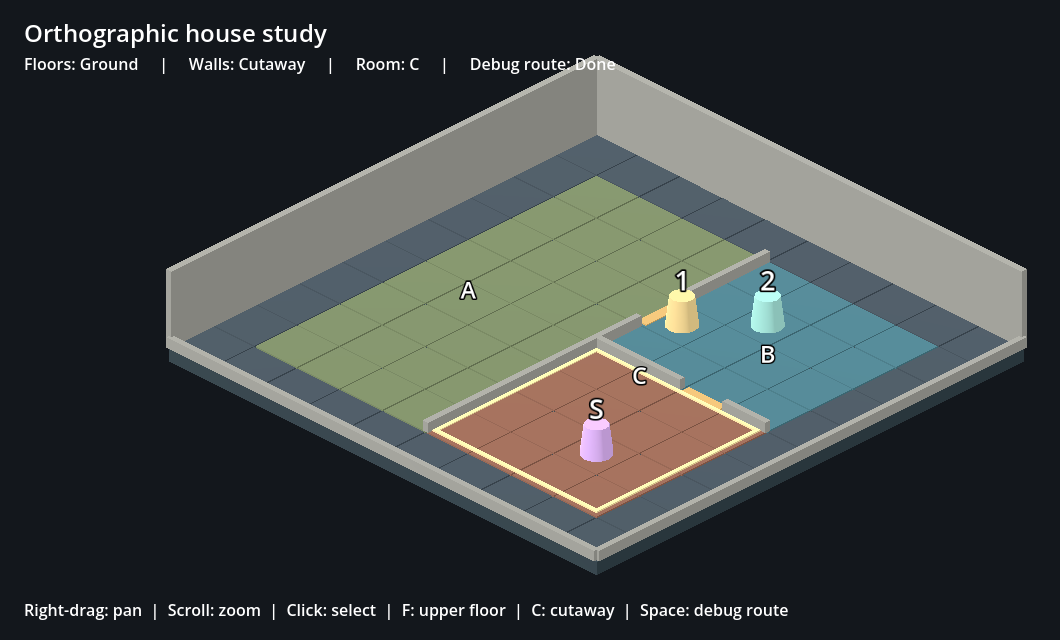 Orthographic house study
Floors: Ground | Walls: Cutaway | Room: C | Debug route: Done
1 2
A
B
C
S
Right-drag: pan | Scroll: zoom | Click: select | F: upper floor | C: cutaway | Space: debug route